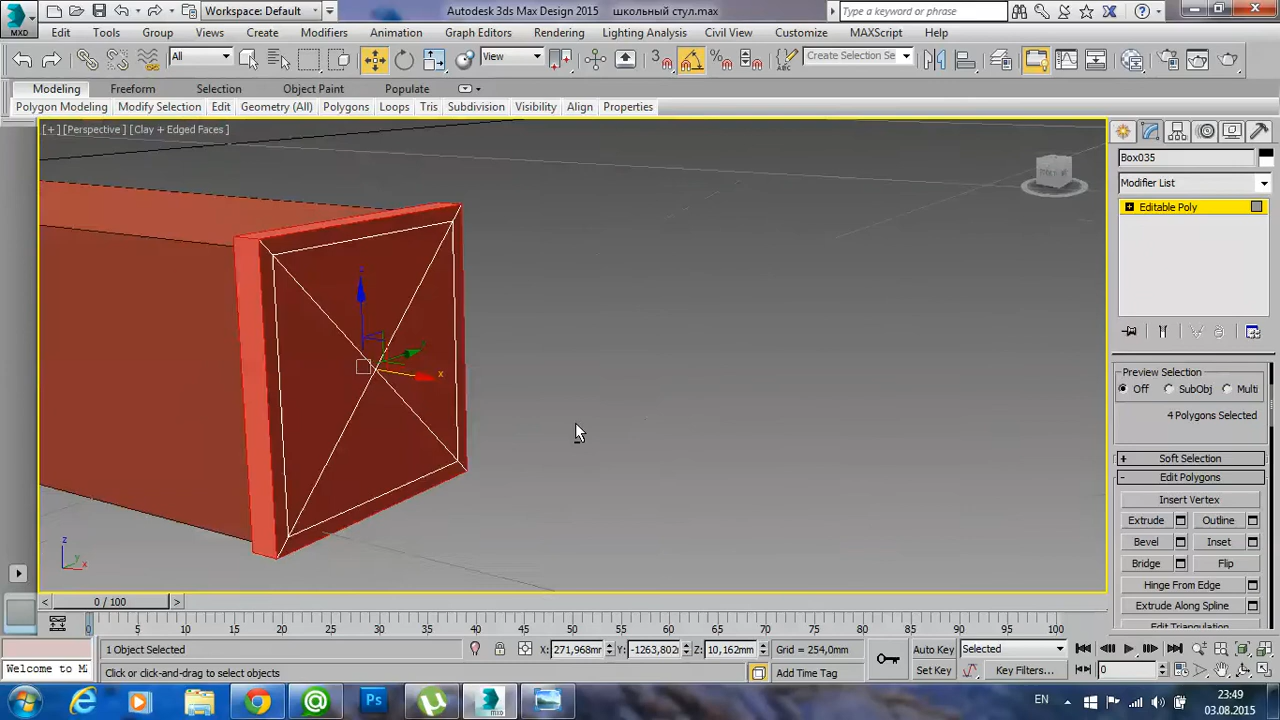 MXD Workspace: Default Autodesk 3ds Max Design 2015 школьный стул.max Type a keyword or phrase
Edit Tools Group Views Create Modifiers Animation Graph Editors Rendering Lighting Analysis Civil View Customize MAXScript Help
All View Create Selection Se
Modeling Freeform Selection Object Paint Populate
Polygon Modeling Modify Selection Edit Geometry (All) Polygons Loops Tris Subdivision Visibility Align Properties
[+] [Perspective] [Clay + Edged Faces]
Box035
Modifier List
Editable Poly
Preview Selection
Off SubObj Multi
4 Polygons Selected
+ Soft Selection
- Edit Polygons
Insert Vertex
Extrude Outline
Bevel Inset
Bridge Flip
Hinge From Edge
Extrude Along Spline
Edit Triangulation
z
x
z
y
x
< 0 / 100 >
0 5 10 15 20 25 30 35 40 45 50 55 60 65 70 75 80 85 90 95 100
1 Object Selected X: 271,968mm Y: -1263,802 Z: 10,162mm Grid = 254,0mm Auto Key Selected
Welcome to M Click or click-and-drag to select objects Add Time Tag Set Key Key Filters... 0
EN 23:49
03.08.2015